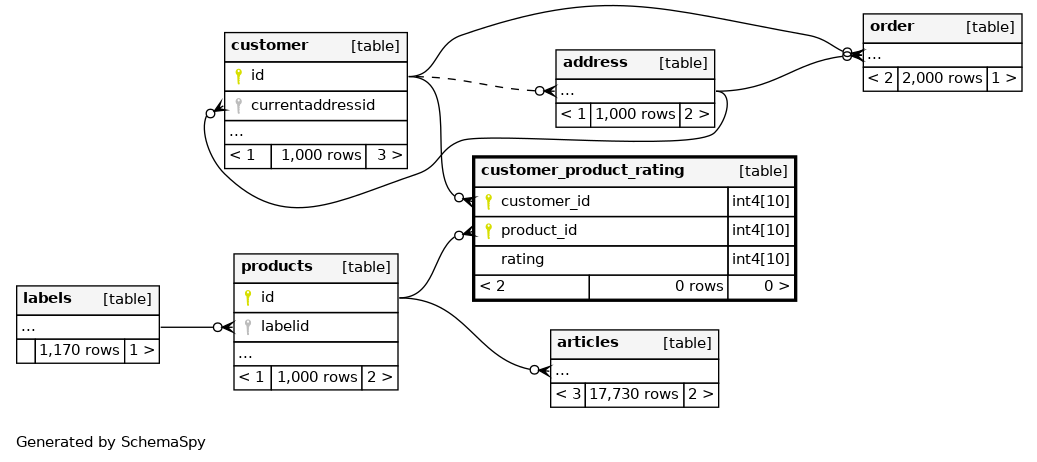 order [table]
...
< 2 2,000 rows 1 >
customer [table]
id
currentaddressid
...
< 1 1,000 rows 3 >
address [table]
...
< 1 1,000 rows 2 >
customer_product_rating [table]
customer_id int4[10]
product_id int4[10]
rating int4[10]
< 2 0 rows 0 >
products [table]
id
labelid
...
< 1 1,000 rows 2 >
labels [table]
...
1,170 rows 1 >
articles [table]
...
< 3 17,730 rows 2 >
Generated by SchemaSpy